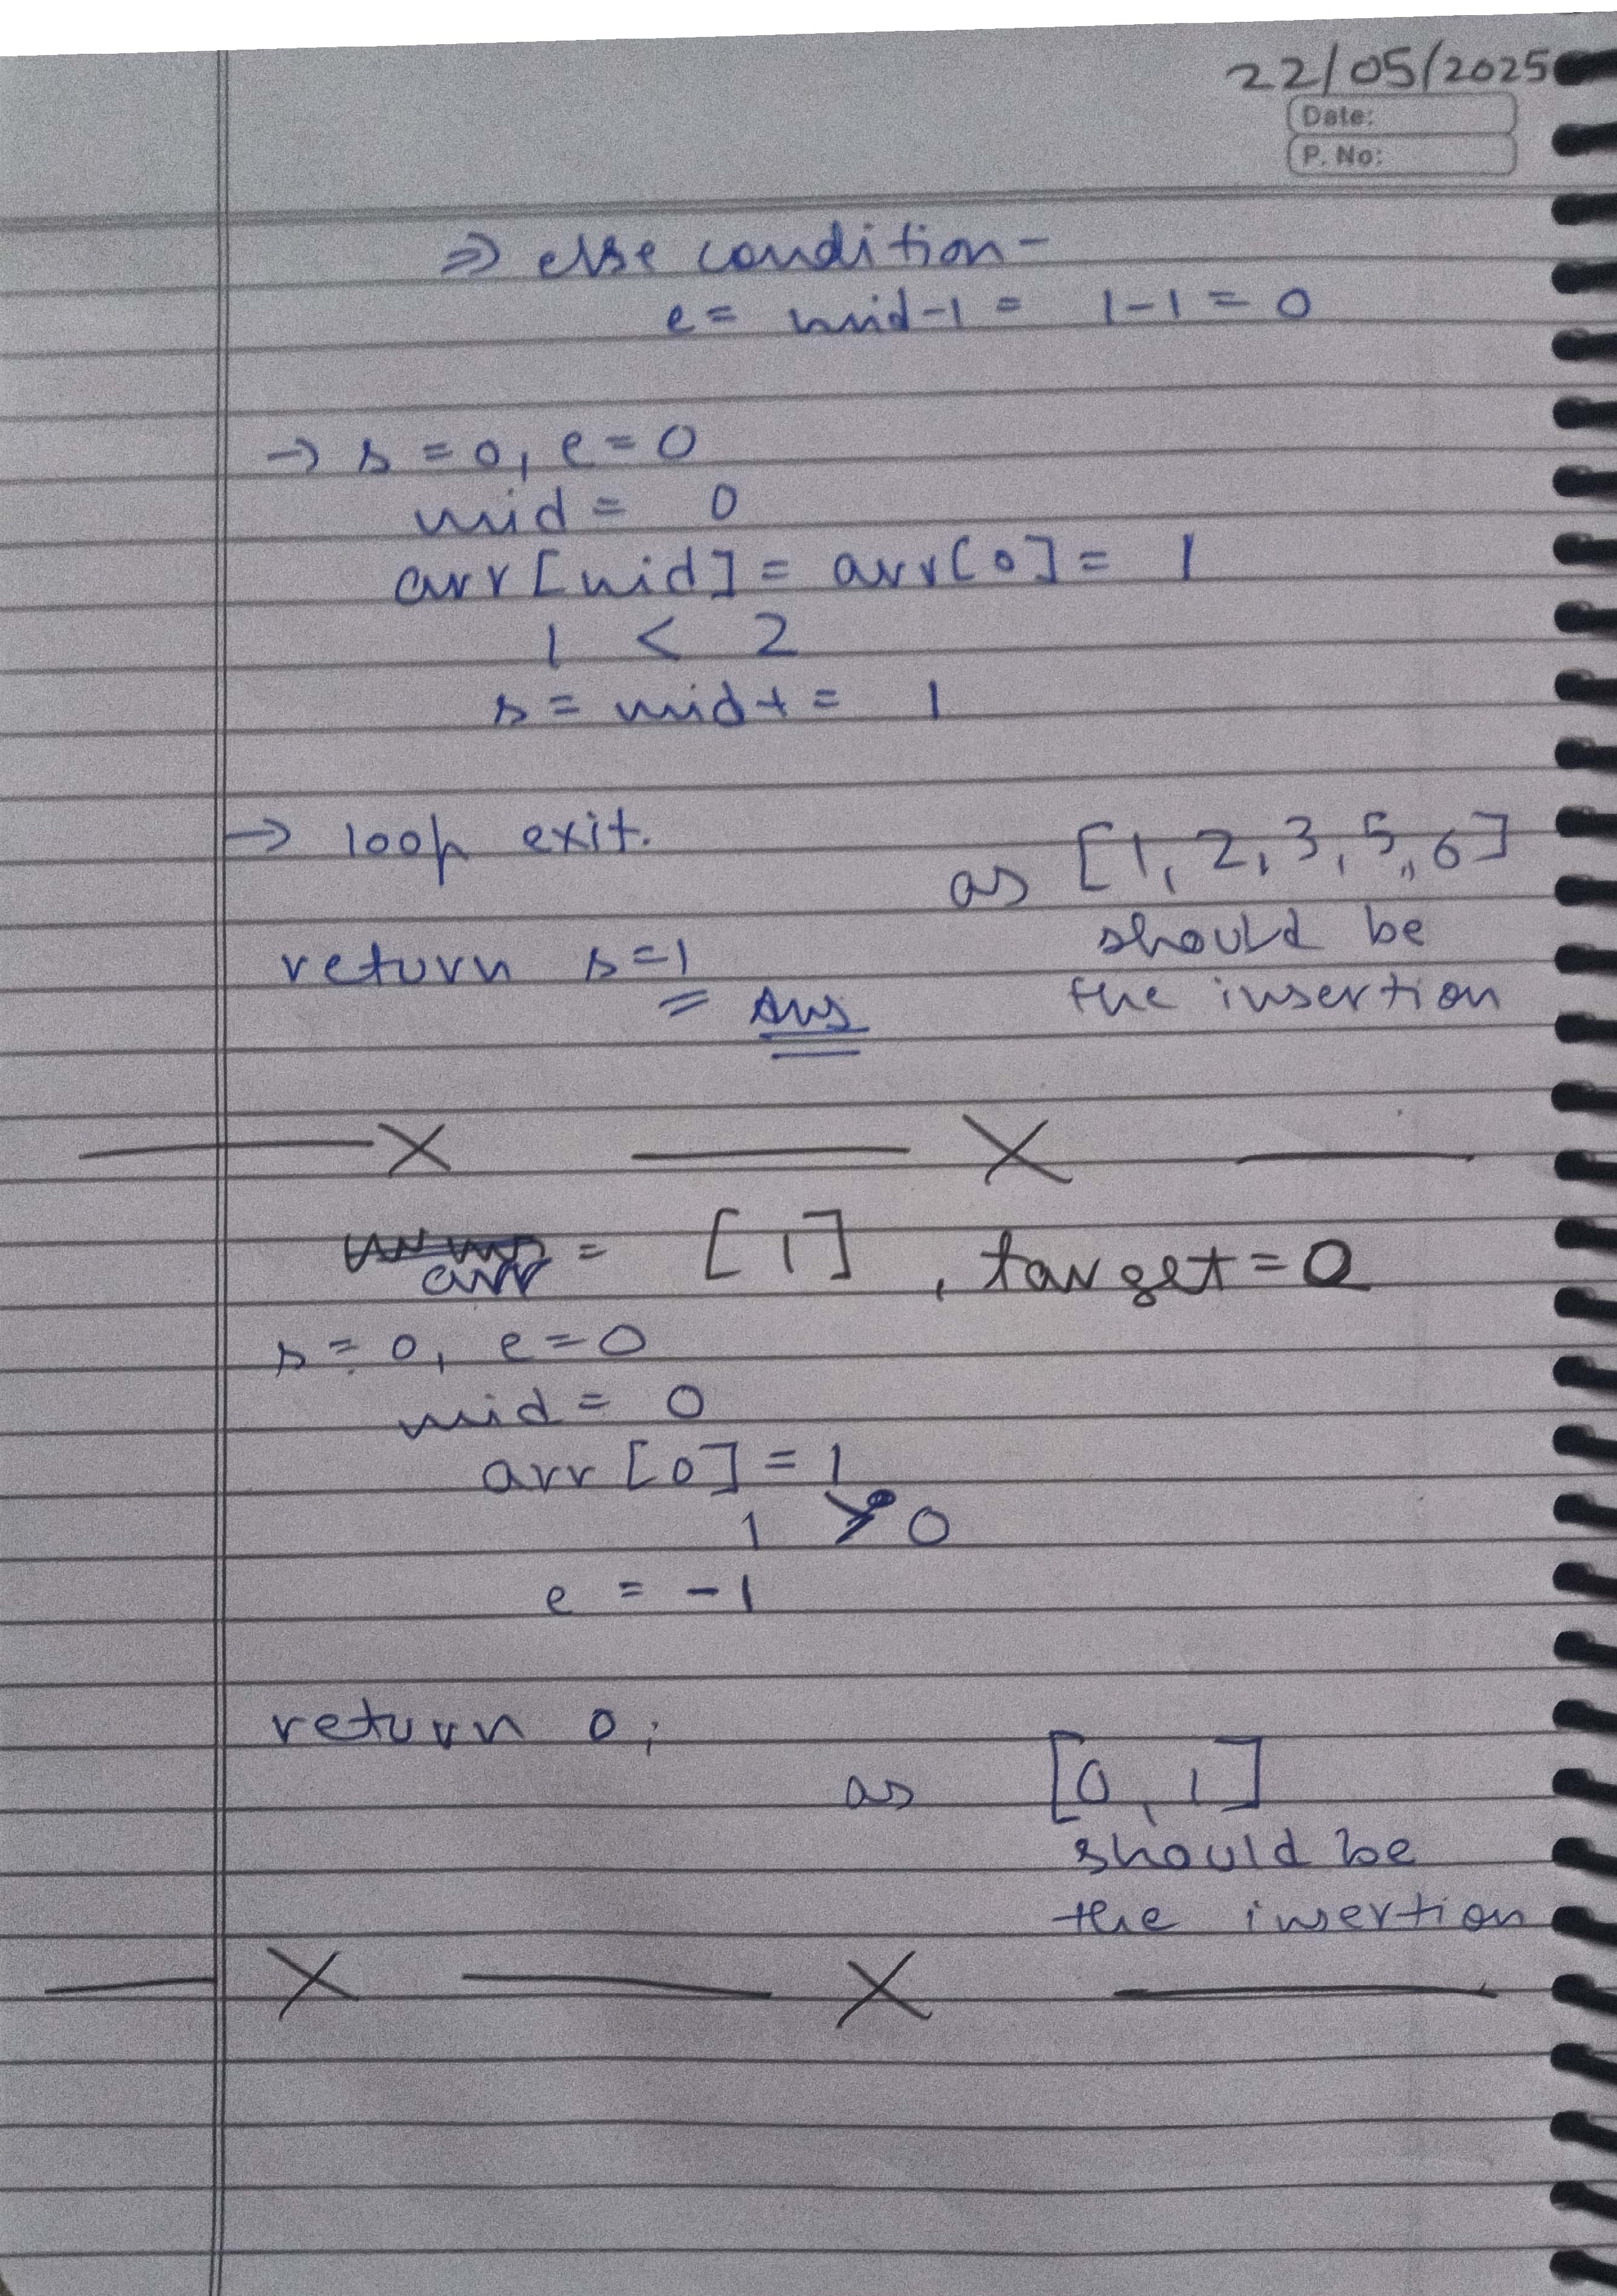 22/05/2025
Date:
P. No:
⇒ else condition -
e = mid-1 = 1-1 = 0
→ s = 0, e = 0
mid = 0
arr[mid] = arr[0] = 1
1 < 2
s = mid+ = 1
→ loop exit.
as [1, 2, 3, 5,, 6]
should be
the insertion
return s=1
Ans
X X
arr = [1], target = 0
s = 0, e = 0
mid = 0
arr[0] = 1
1 > 0
e = -1
return 0;
as [0, 1]
should be
the insertion
X X